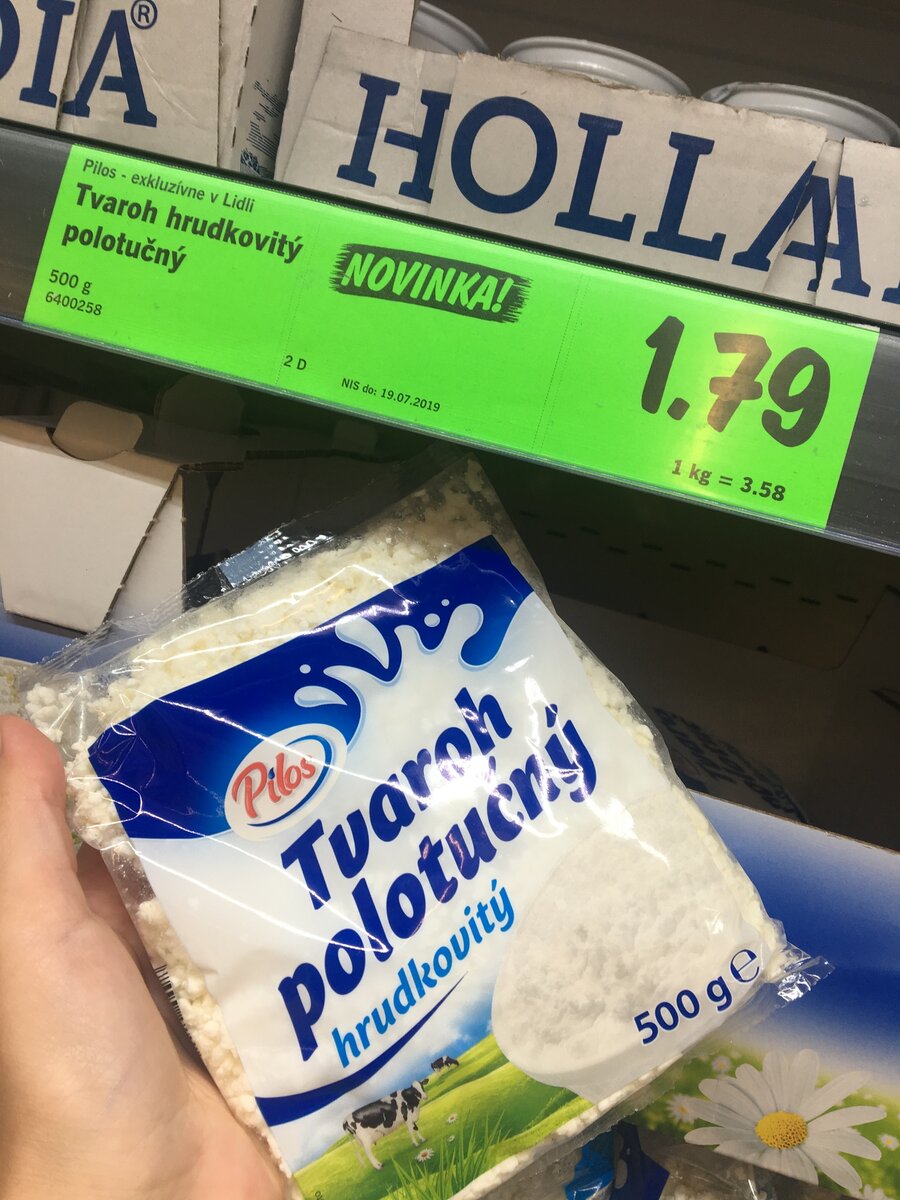 DIA®
HOLLA
Pilos - exkluzívne v Lidli
Tvaroh hrudkovitý
polotučný
500 g
6400258
NOVINKA!
2 D
NIS do: 19.07.2019
1.79
1 kg = 3.58
Pilos
Tvaroh
polotučný
hrudkovitý
500 g e